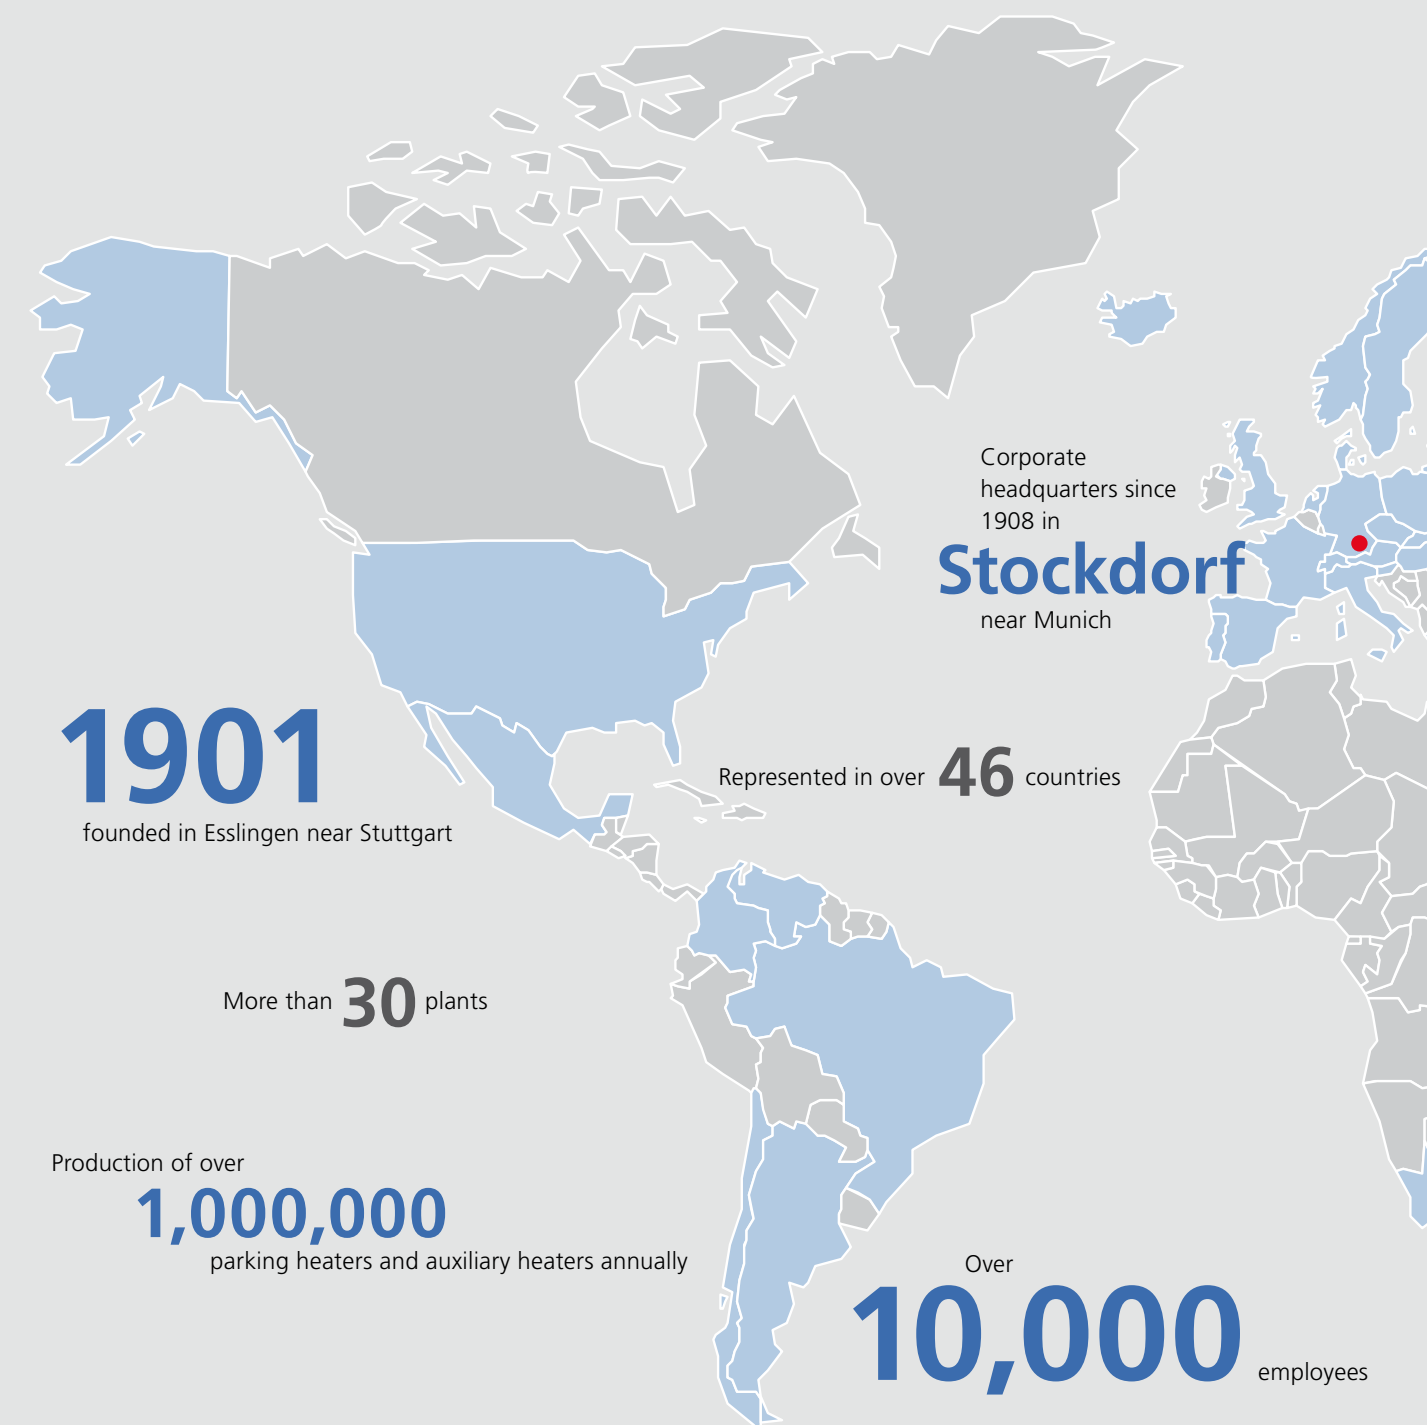 Corporate
headquarters since
1908 in
Stockdorf
near Munich
1901
founded in Esslingen near Stuttgart
Represented in over 46 countries
More than 30 plants
Production of over
1,000,000
parking heaters and auxiliary heaters annually
Over
10,000 employees